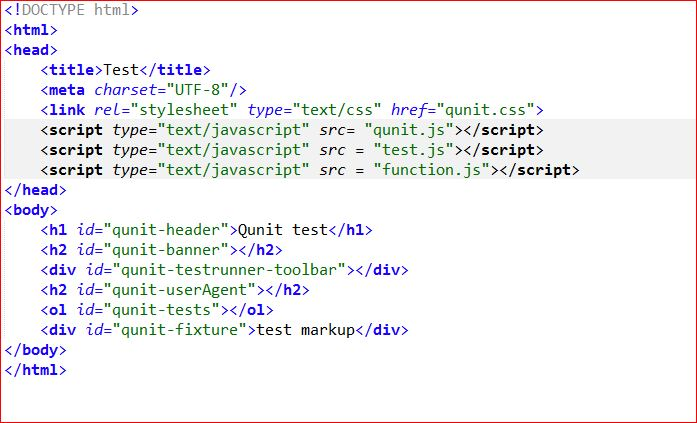 <!DOCTYPE html>
<html>
<head>
    <title>Test</title>
    <meta charset="UTF-8"/>
    <link rel="stylesheet" type="text/css" href="qunit.css">
    <script type="text/javascript" src= "qunit.js"></script>
    <script type="text/javascript" src = "test.js"></script>
    <script type="text/javascript" src = "function.js"></script>
</head>
<body>
    <h1 id="qunit-header">Qunit test</h1>
    <h2 id="qunit-banner"></h2>
    <div id="qunit-testrunner-toolbar"></div>
    <h2 id="qunit-userAgent"></h2>
    <ol id="qunit-tests"></ol>
    <div id="qunit-fixture">test markup</div>
</body>
</html>